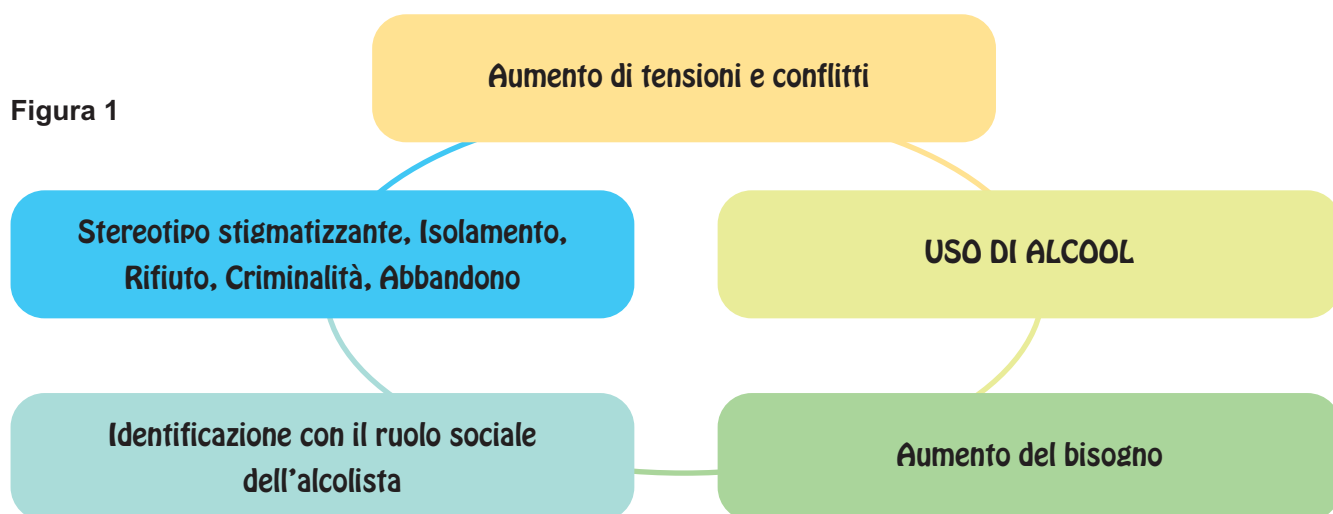 Aumento di tensioni e conflitti
Figura 1
Stereotipo stigmatizzante, Isolamento,
Rifiuto, Criminalità, Abbandono
USO DI ALCOOL
Identificazione con il ruolo sociale
dell'alcolista
Aumento del bisogno